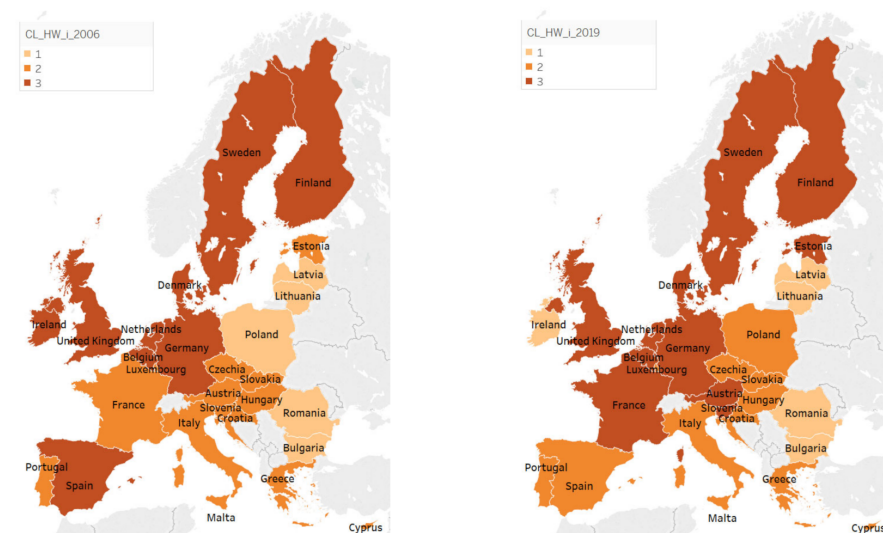 CL_HW_i_2006
1
2
3
Sweden
Finland
Estonia
Latvia
Denmark
Lithuania
Ireland
Netherlands
Poland
United Kingdom
Germany
Belgium
Luxembourg
Czechia
Slovakia
Austria
Hungary
France
Slovenia
Romania
Croatia
Italy
Bulgaria
Portugal
Spain
Greece
Malta
Cyprus
CL_HW_i_2019
1
2
3
Sweden
Finland
Estonia
Latvia
Denmark
Lithuania
Ireland
Netherlands
Poland
United Kingdom
Germany
Belgium
Luxembourg
Czechia
Slovakia
Austria
Hungary
France
Slovenia
Romania
Croatia
Italy
Bulgaria
Portugal
Spain
Greece
Malta
Cyprus